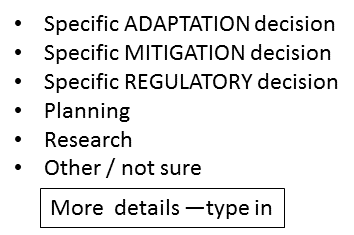 • Specific ADAPTATION decision
• Specific MITIGATION decision
• Specific REGULATORY decision
• Planning
• Research
• Other / not sure
More details —type in